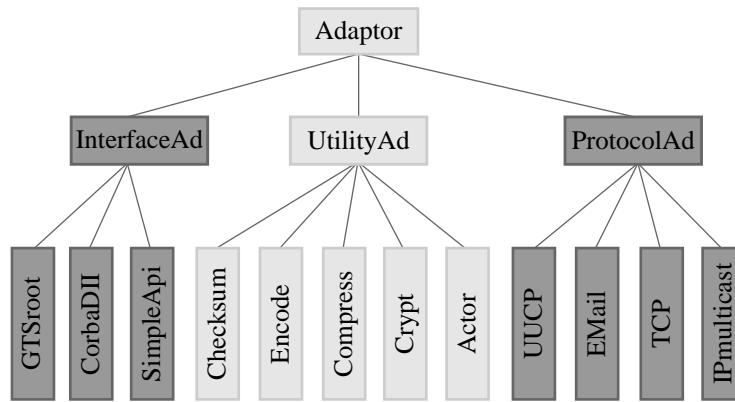 Adaptor
InterfaceAd
UtilityAd
ProtocolAd
GTSroot
CorbaDII
SimpleApi
Checksum
Encode
Compress
Crypt
Actor
UUCP
EMail
TCP
IPmulticast